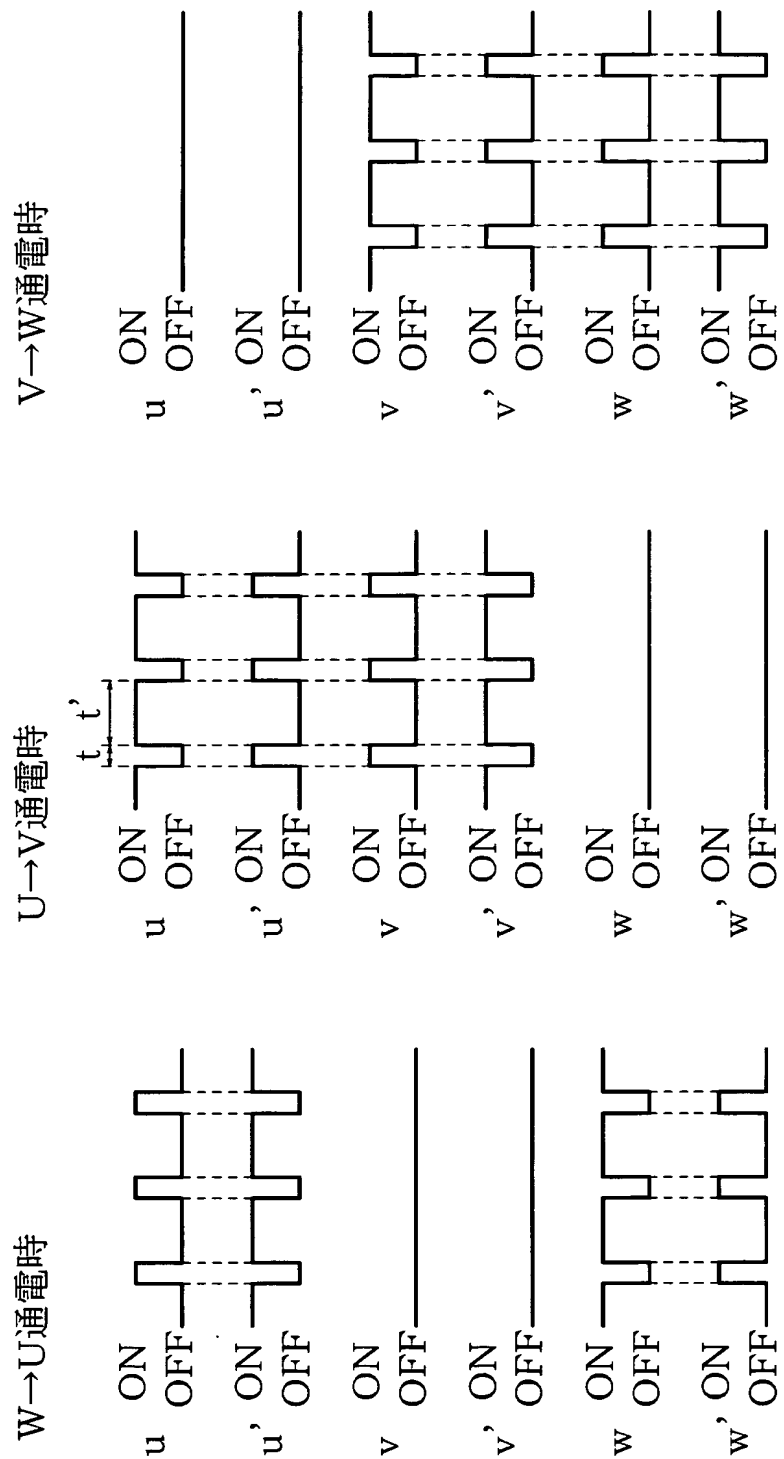 W→U通電時
u ON
OFF
u' ON
OFF
v ON
OFF
v' ON
OFF
w ON
OFF
w' ON
OFF
U→V通電時
t t'
u ON
OFF
u' ON
OFF
v ON
OFF
v' ON
OFF
w ON
OFF
w' ON
OFF
V→W通電時
u ON
OFF
u' ON
OFF
v ON
OFF
v' ON
OFF
w ON
OFF
w' ON
OFF